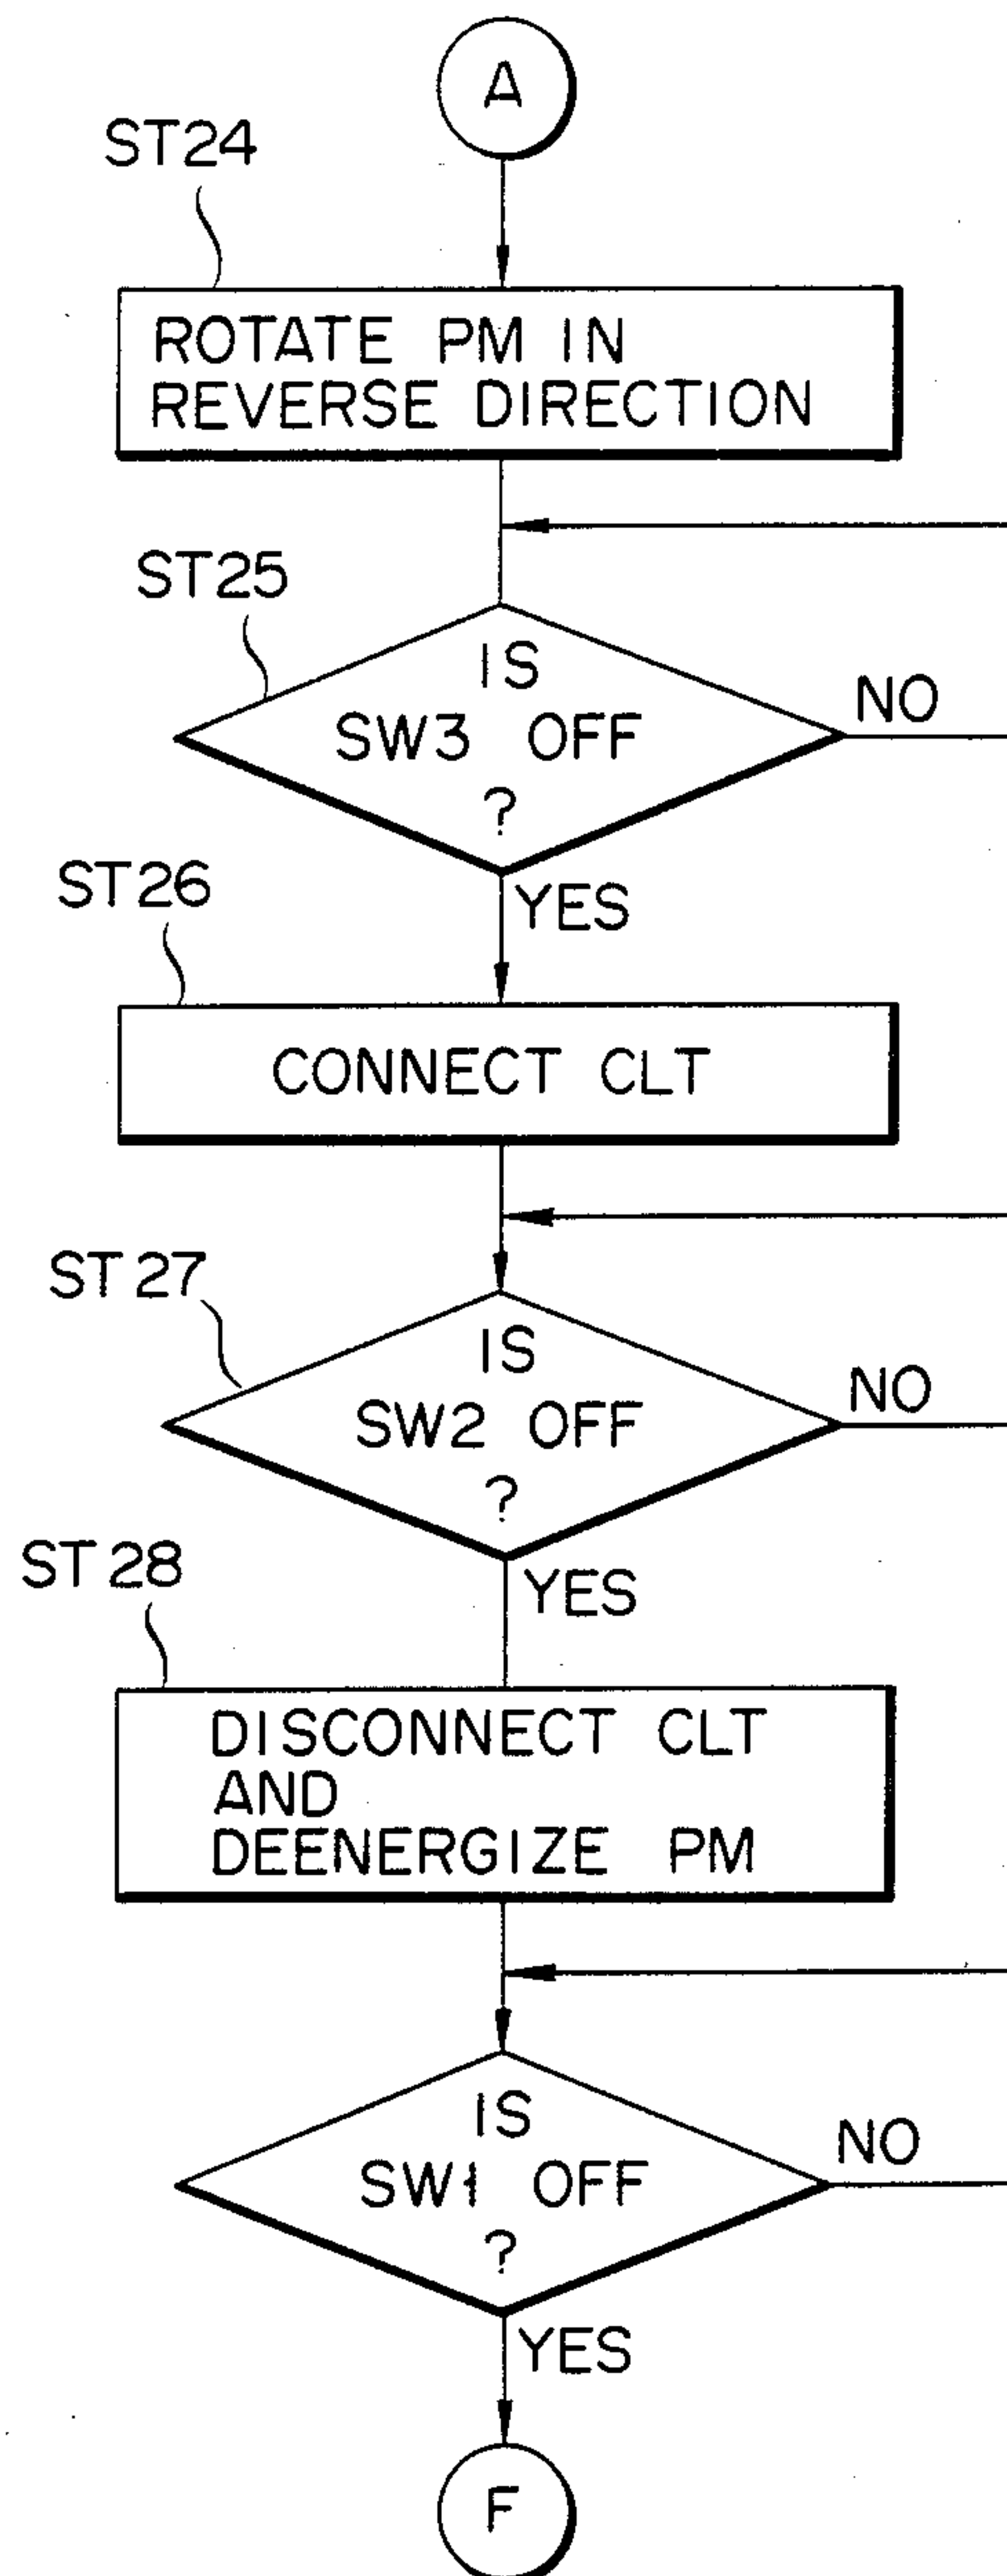 A
ST24
ROTATE PM IN
REVERSE DIRECTION
ST25
IS
SW3 OFF
?
NO
YES
ST26
CONNECT CLT
ST27
IS
SW2 OFF
?
NO
YES
ST28
DISCONNECT CLT
AND
DEENERGIZE PM
IS
SW1 OFF
?
NO
YES
F